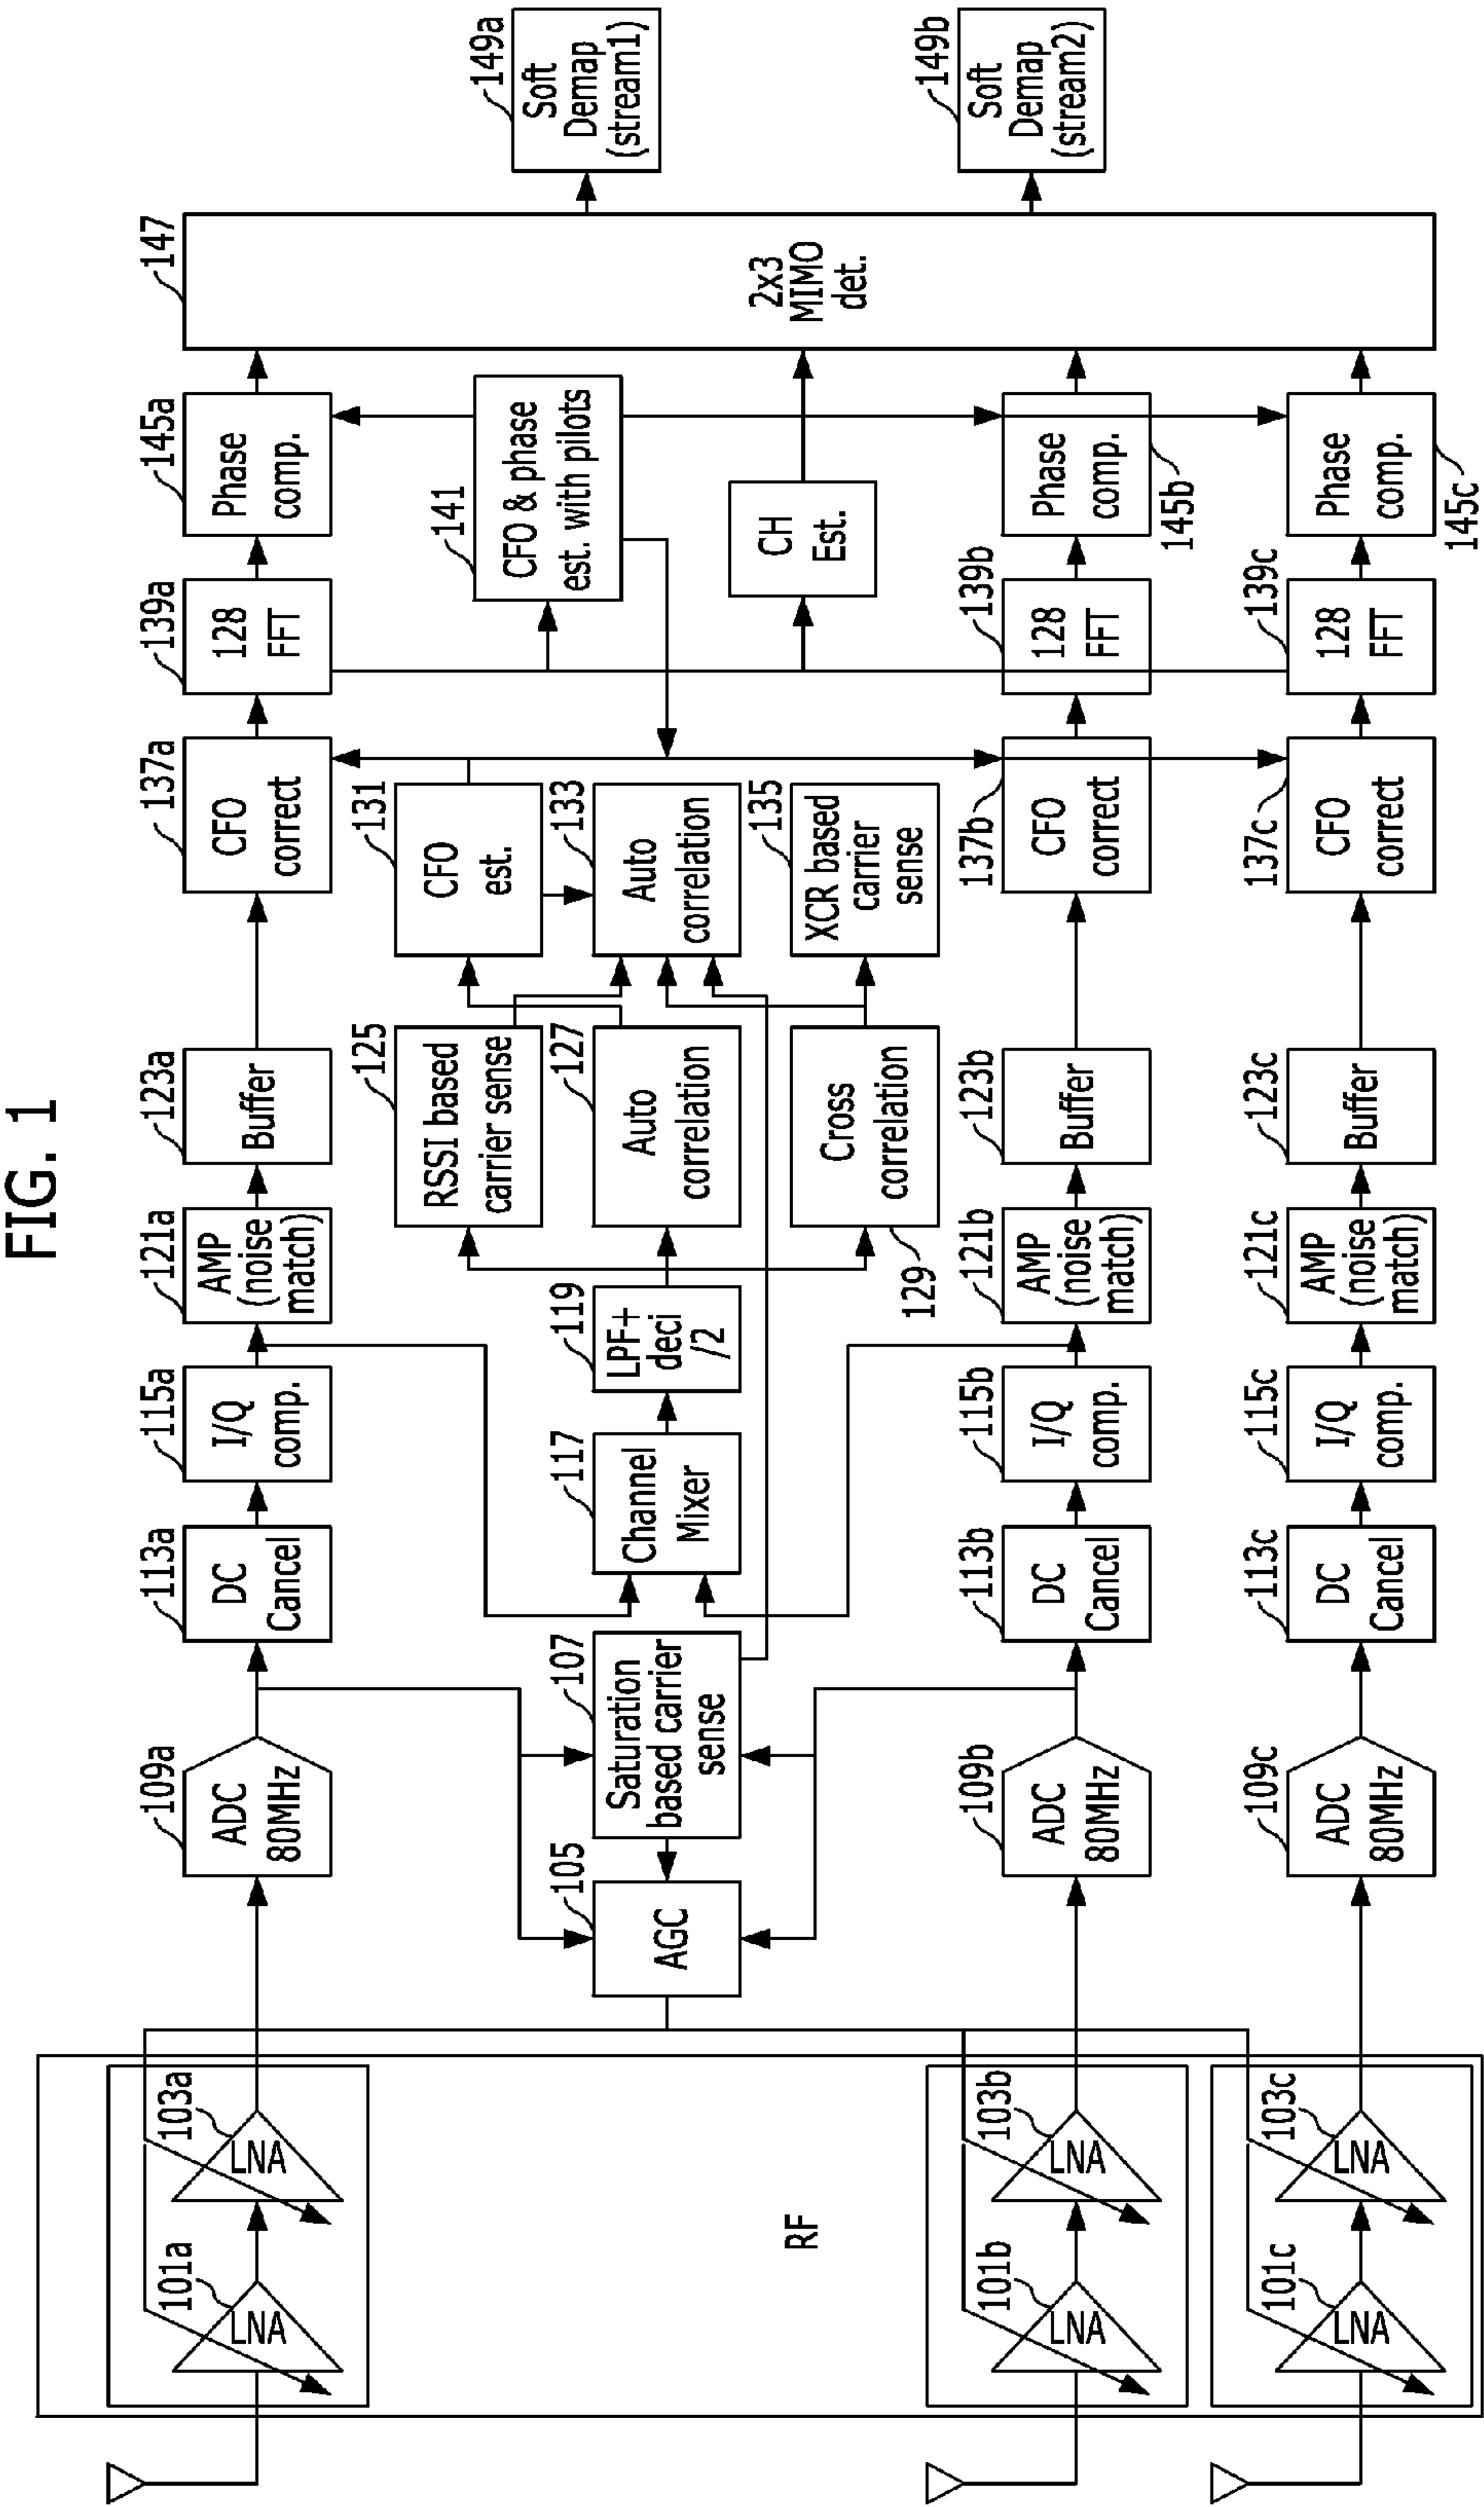 FIG. 1
RF
101a
LNA
103a
LNA
109a
ADC
80MHz
113a
DC
Cancel
115a
I/Q
comp.
121a
AMP
(noise
match)
123a
Buffer
137a
CFO
correct
139a
128
FFT
145a
Phase
comp.
147
2x3
MIMO
det.
149a
Soft
Demap
(stream1)
149b
Soft
Demap
(stream2)
105
AGC
107
Saturation
based carrier
sense
117
Channel
Mixer
119
LPF+
deci
/2
125
RSSI based
carrier sense
127
Auto
correlation
129
Cross
correlation
131
CFO
est.
133
Auto
correlation
135
XCR based
carrier
sense
141
CFO & phase
est. with pilots
CH
Est.
101b
LNA
103b
LNA
109b
ADC
80MHz
113b
DC
Cancel
115b
I/Q
comp.
121b
AMP
(noise
match)
123b
Buffer
137b
CFO
correct
139b
128
FFT
145b
Phase
comp.
101c
LNA
103c
LNA
109c
ADC
80MHz
113c
DC
Cancel
115c
I/Q
comp.
121c
AMP
(noise
match)
123c
Buffer
137c
CFO
correct
139c
128
FFT
145c
Phase
comp.